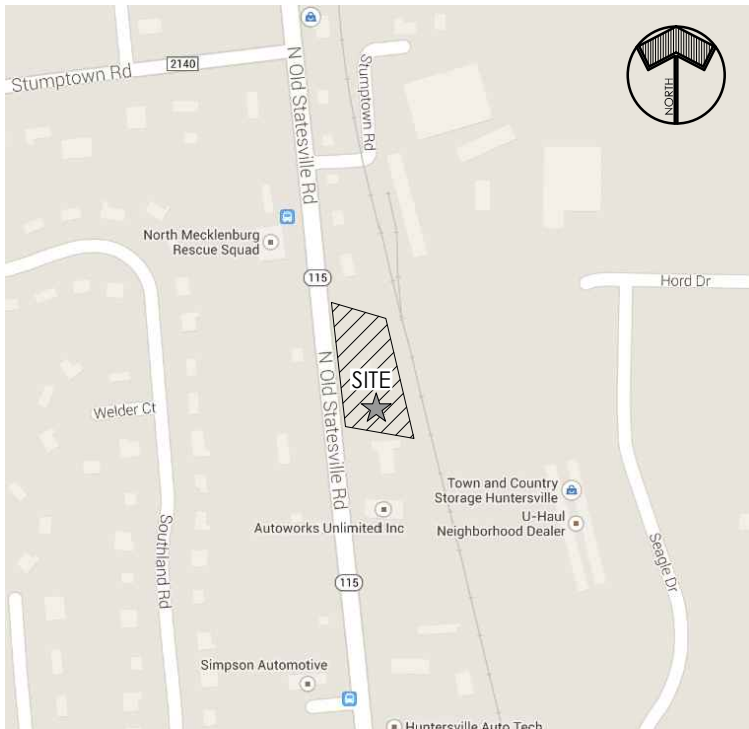 Stumptown Rd
2140
N Old Statesville Rd
Stumptown Rd
NORTH
North Mecklenburg
Rescue Squad
115
Hord Dr
N Old Statesville Rd
SITE
Welder Ct
Town and Country
Storage Huntersville
U-Haul
Neighborhood Dealer
Autoworks Unlimited Inc
Southland Rd
Seagle Dr
115
Simpson Automotive
Huntersville Auto Tech